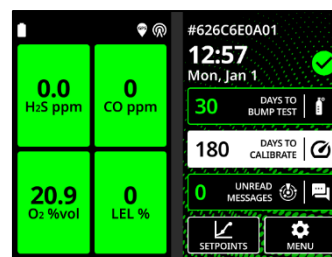 0.0
H₂S ppm
0
CO ppm
20.9
O₂ %vol
0
LEL %
#626C6E0A01
12:57
Mon, Jan 1
30 DAYS TO
BUMP TEST
180 DAYS TO
CALIBRATE
0 UNREAD
MESSAGES
SETPOINTS
MENU